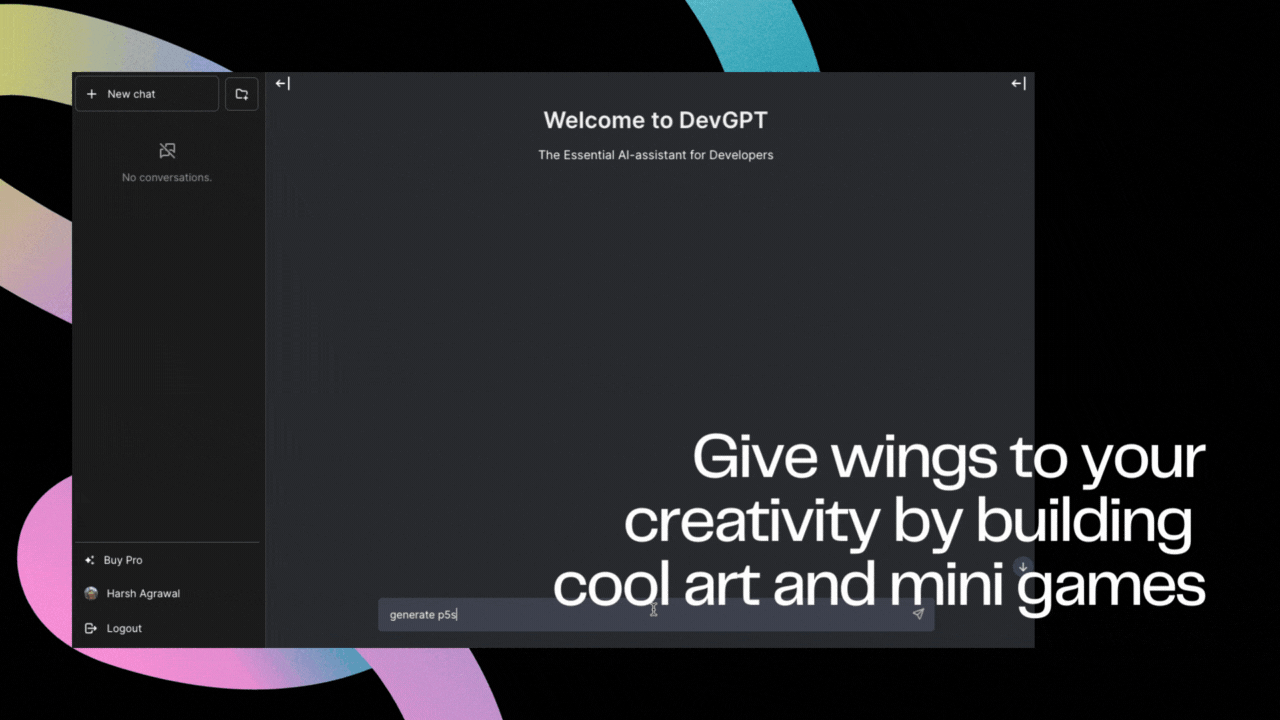 New chat
No conversations.
Buy Pro
Harsh Agrawal
Logout
Welcome to DevGPT
The Essential AI-assistant for Developers
Give wings to your
creativity by building
cool art and mini games
generate p5s